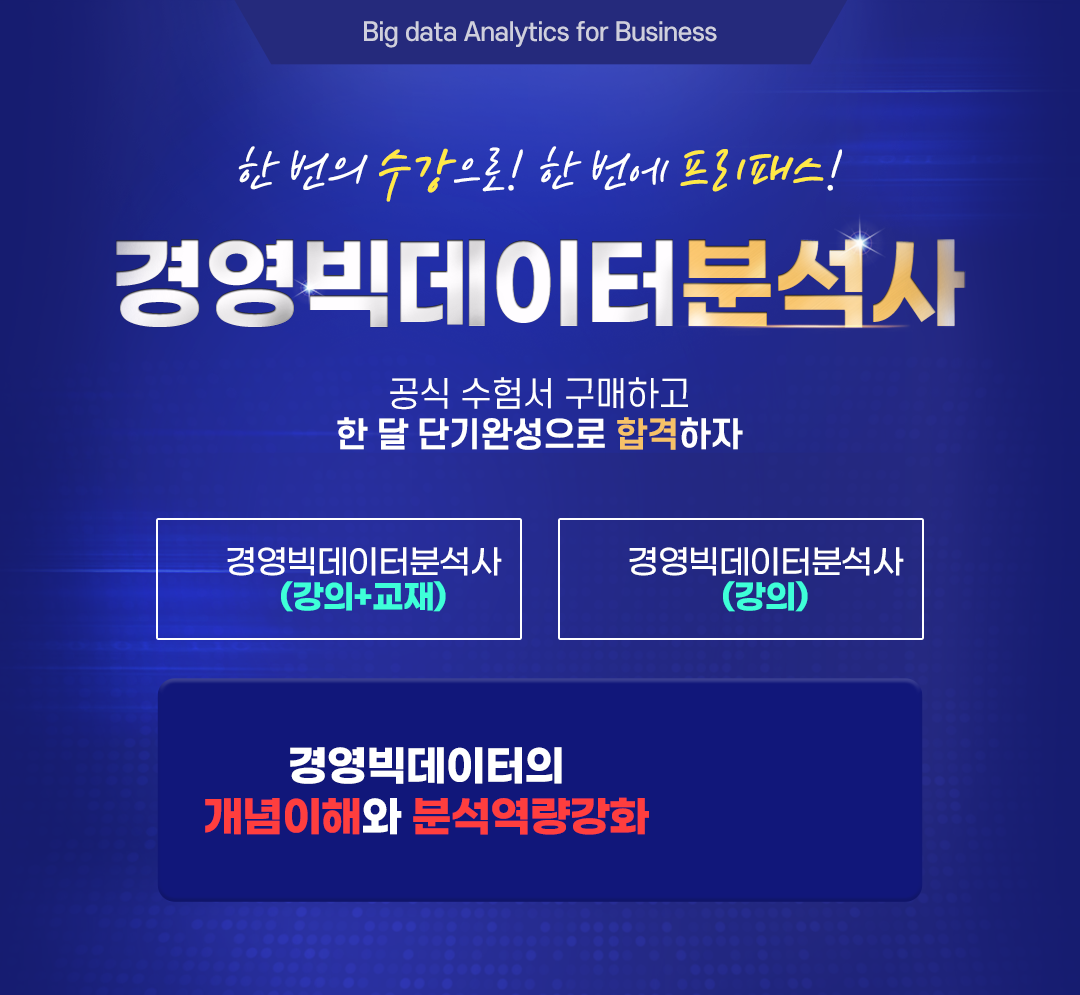 Big data Analytics for Business
한 번의 수강으로! 한 번에 프리패스!
경영빅데이터분석사
공식 수험서 구매하고
한 달 단기완성으로 합격하자
경영빅데이터분석사
(강의+교재)
경영빅데이터분석사
(강의)
경영빅데이터의
개념이해와 분석역량강화